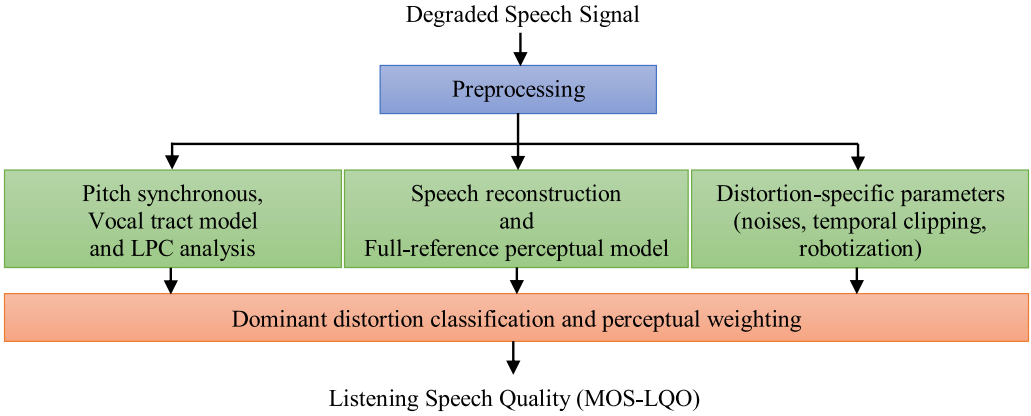 Degraded Speech Signal
Preprocessing
Pitch synchronous,
Vocal tract model
and LPC analysis
Speech reconstruction
and
Full-reference perceptual model
Distortion-specific parameters
(noises, temporal clipping,
robotization)
Dominant distortion classification and perceptual weighting
Listening Speech Quality (MOS-LQO)